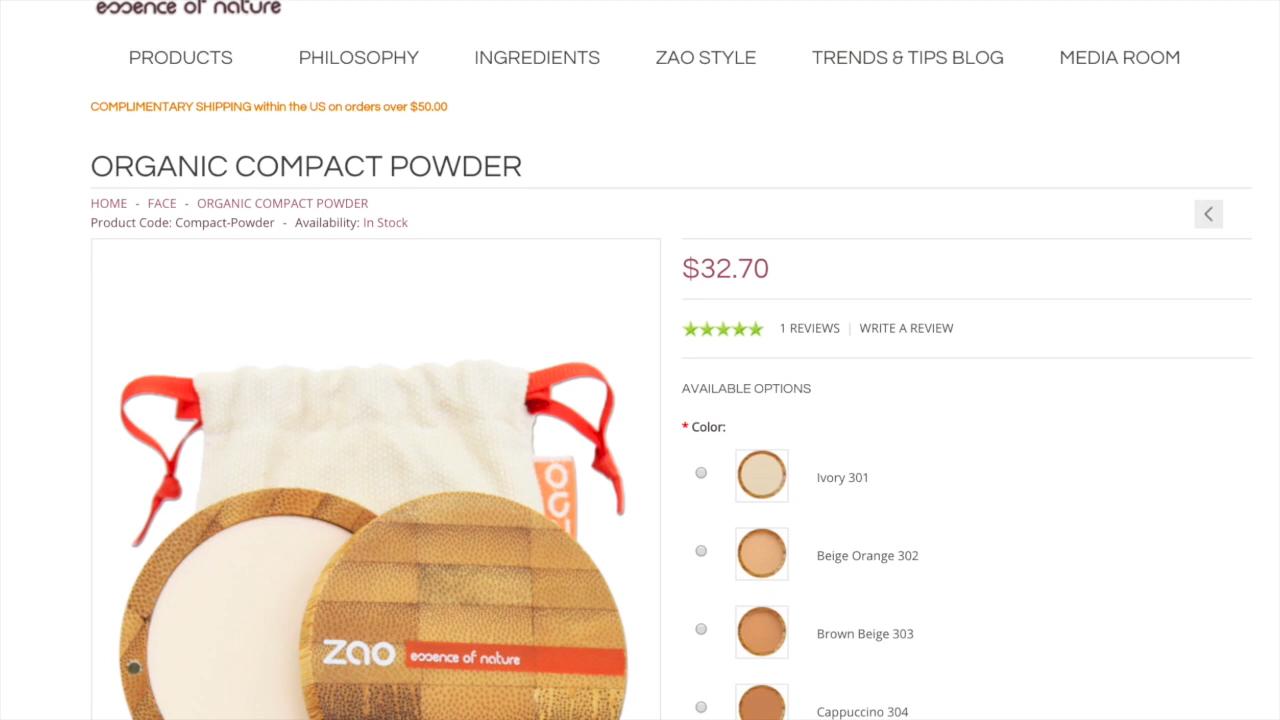 essence of nature
PRODUCTS PHILOSOPHY INGREDIENTS ZAO STYLE TRENDS & TIPS BLOG MEDIA ROOM
COMPLIMENTARY SHIPPING within the US on orders over $50.00
ORGANIC COMPACT POWDER
HOME - FACE - ORGANIC COMPACT POWDER
Product Code: Compact-Powder - Availability: In Stock
$32.70
1 REVIEWS | WRITE A REVIEW
AVAILABLE OPTIONS
* Color:
Ivory 301
Beige Orange 302
Brown Beige 303
Cappuccino 304
zao
zao essence of nature